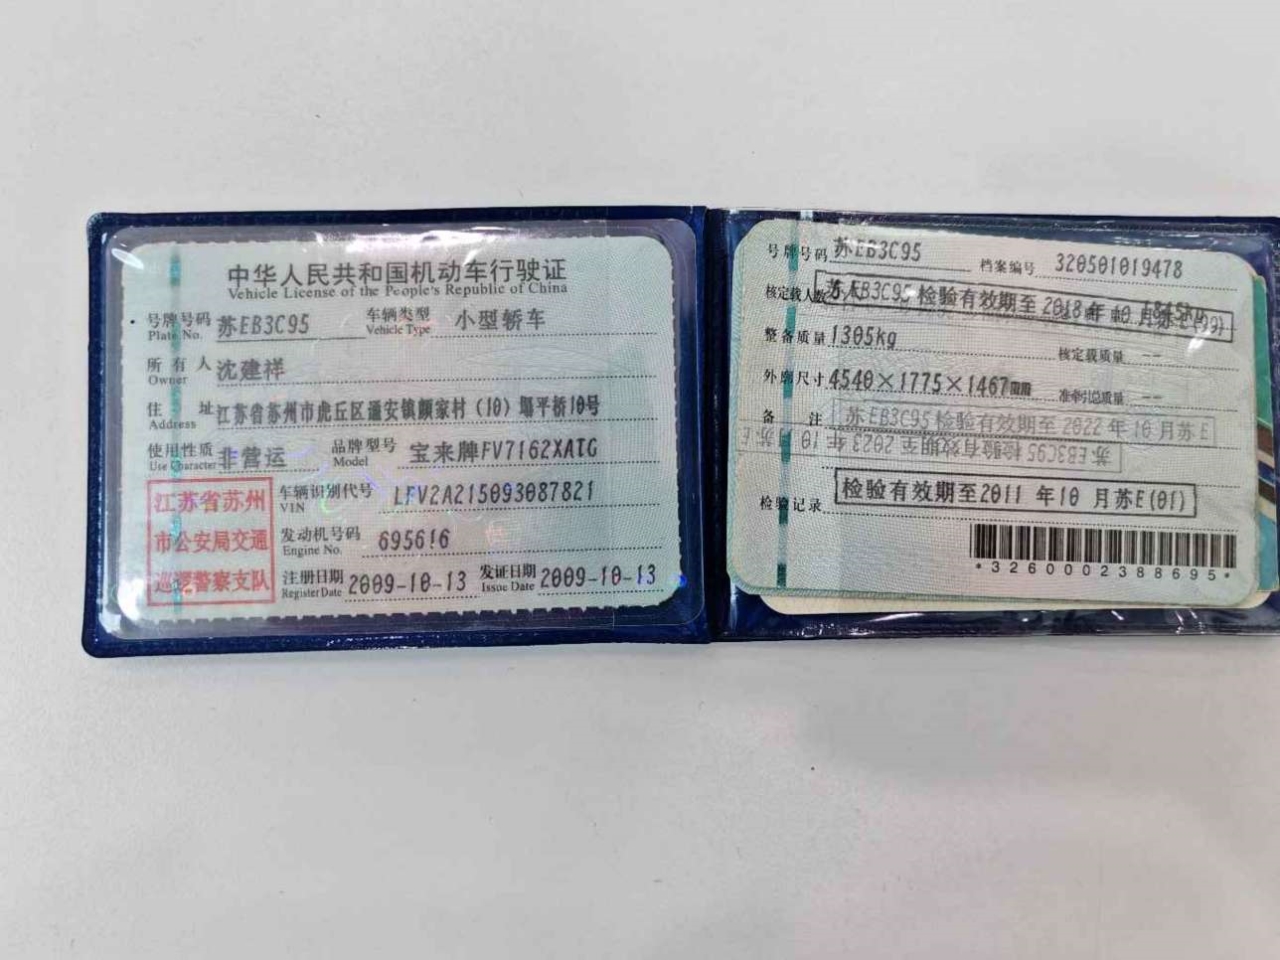 中华人民共和国机动车行驶证
Vehicle License of the People's Republic of China
号牌号码 苏EB3C95 车辆类型 小型轿车
Plate No. Vehicle Type
所有人 沈建祥
Owner
住址 江苏省苏州市虎丘区通安镇顾家村(10)堰平桥10号
Address
使用性质 非营运 品牌型号 宝来牌FV7162XATG
Use Character Model
江苏省苏州
市公安局交通
巡逻警察支队
车辆识别代号 LFV2A215093087821
VIN
发动机号码 695616
Engine No.
注册日期 2009-10-13 发证日期 2009-10-13
Register Date Issue Date
号牌号码 苏EB3C95 档案编号 320501019478
核定载人数
检验有效期至2018年10月苏E(99)
整备质量 1305kg 核定载质量 --
外廓尺寸 4540×1775×1467mm 准牵引总质量 --
备注 苏EB3C95检验有效期至2022年10月苏E
苏EB3C95检验有效期至2023年10月苏E
检验记录 检验有效期至2011年10月苏E(01)
*3260002388695*